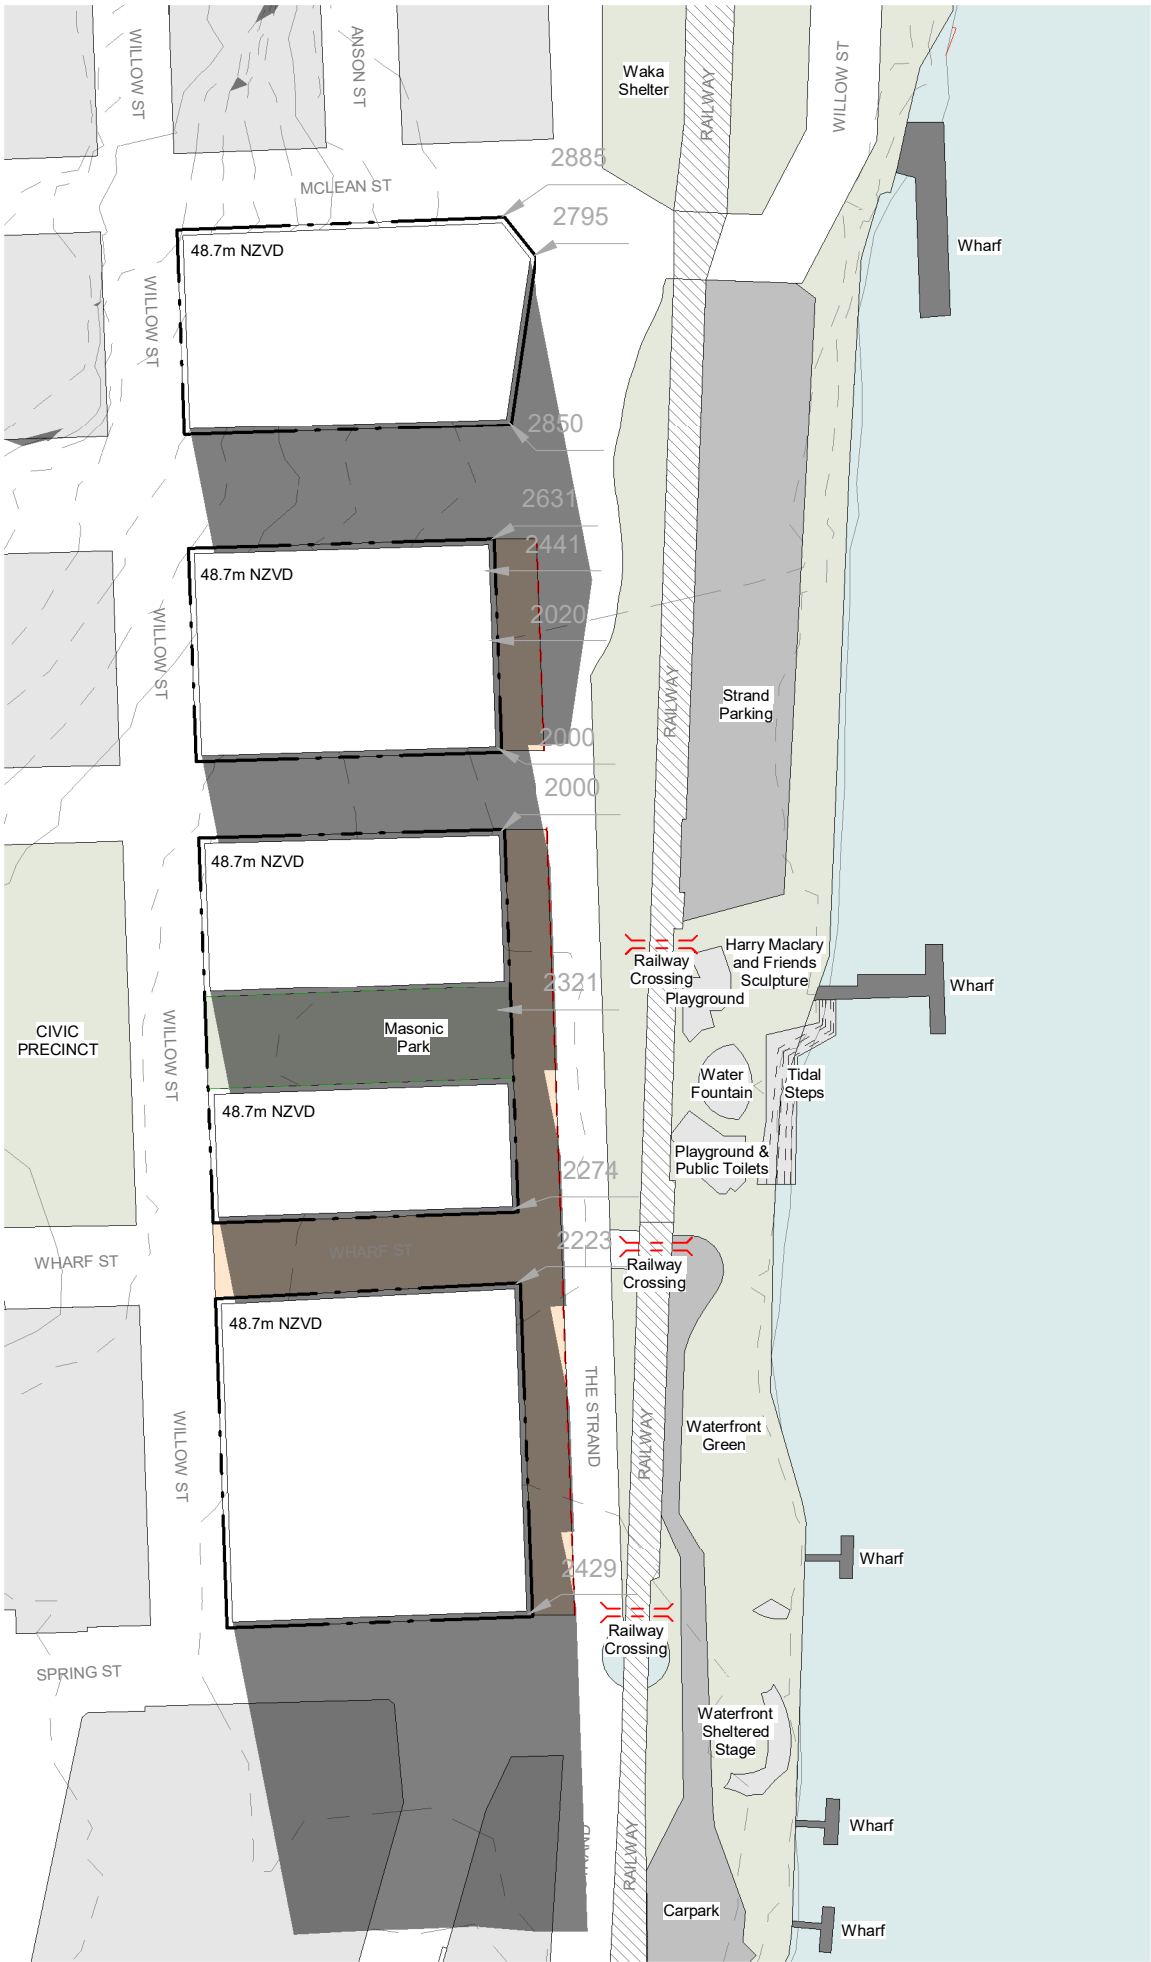 WILLOW ST
ANSON ST
Waka
Shelter
RAILWAY
WILLOW ST
2885
MCLEAN ST
2795
48.7m NZVD
Wharf
WILLOW ST
2850
2631
2441
48.7m NZVD
2020
WILLOW ST
RAILWAY
Strand
Parking
2000
2000
48.7m NZVD
Harry Maclary
and Friends
Sculpture
Railway
Crossing
Playground
2321
Wharf
CIVIC
PRECINCT
WILLOW ST
Masonic
Park
Water
Fountain
Tidal
Steps
48.7m NZVD
Playground &
Public Toilets
2274
2223
WHARF ST
WHARF ST
Railway
Crossing
48.7m NZVD
THE STRAND
WILLOW ST
RAILWAY
Waterfront
Green
Wharf
2429
Railway
Crossing
SPRING ST
Waterfront
Sheltered
Stage
Wharf
RAILWAY
Carpark
Wharf